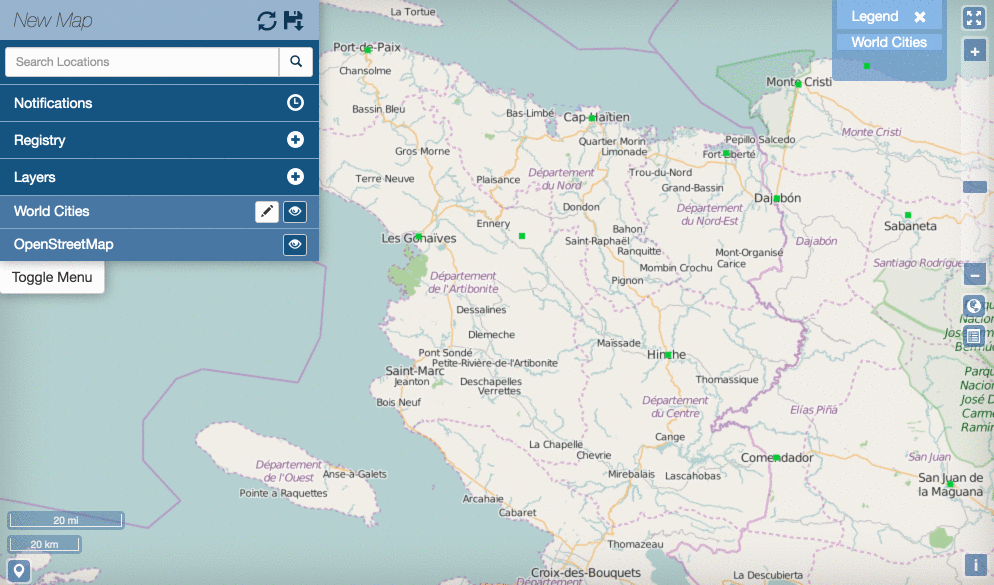 New Map
Search Locations
Notifications
Registry
Layers
World Cities
OpenStreetMap
Toggle Menu
Legend
World Cities
La Tortue
Port-de-Paix
Chansolme
Monte Cristi
Bassin Bleu
Bas-Limbé
Cap-Haïtien
Monte Cristi
Quartier Morin
Limonade
Pepillo Salcedo
Fort-Liberté
Gros Morne
Terre Neuve
Plaisance
Département
du Nord
Trou-du-Nord
Grand-Bassin
Dajabón
Dondon
Département
du Nord-Est
Ennery
Bahon
Sabaneta
Les Gonaïves
Saint-Raphaël
Ranquitte
Dajabón
Mont-Organisé
Carice
Mombin Crochu
Santiago Rodríguez
Département
de l'Artibonite
Pignon
Dessalines
Dlemeche
Maïssade
Pont Sondé
Petite-Rivière-de-l'Artibonite
Hinche
Saint-Marc
Jeanton
Deschapelles
Verrettes
Thomassique
Parqu
Nacion
José D
Carme
Ramír
Bois Neuf
Département
du Centre
Elías Piña
Cange
La Chapelle
Chevrie
Comendador
San Juan
Département
de l'Ouest
Anse-à-Galets
Mirebalais
Lascahobas
San Juan de
la Maguana
Pointe à Raquettes
Arcahaie
Cabaret
20 mi
20 km
Thomazeau
Croix-des-Bouquets
Département
La Descubierta